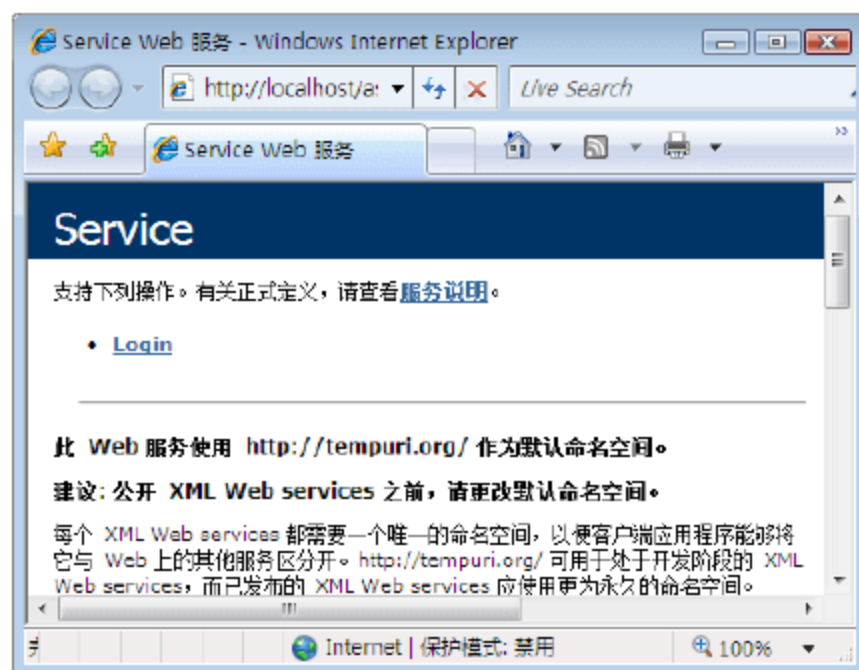 Service Web 服务 - Windows Internet Explorer
http://localhost/a
Live Search
Service Web 服务
Service
支持下列操作。有关正式定义，请查看服务说明。
• Login
此 Web 服务使用 http://tempuri.org/ 作为默认命名空间。
建议: 公开 XML Web services 之前，请更改默认命名空间。
每个 XML Web services 都需要一个唯一的命名空间，以便客户端应用程序能够将
它与 Web 上的其他服务区分开。http://tempuri.org/ 可用于处于开发阶段的 XML
Web services，而已发布的 XML Web services 应使用更为永久的命名空间。
Internet | 保护模式: 禁用
100%